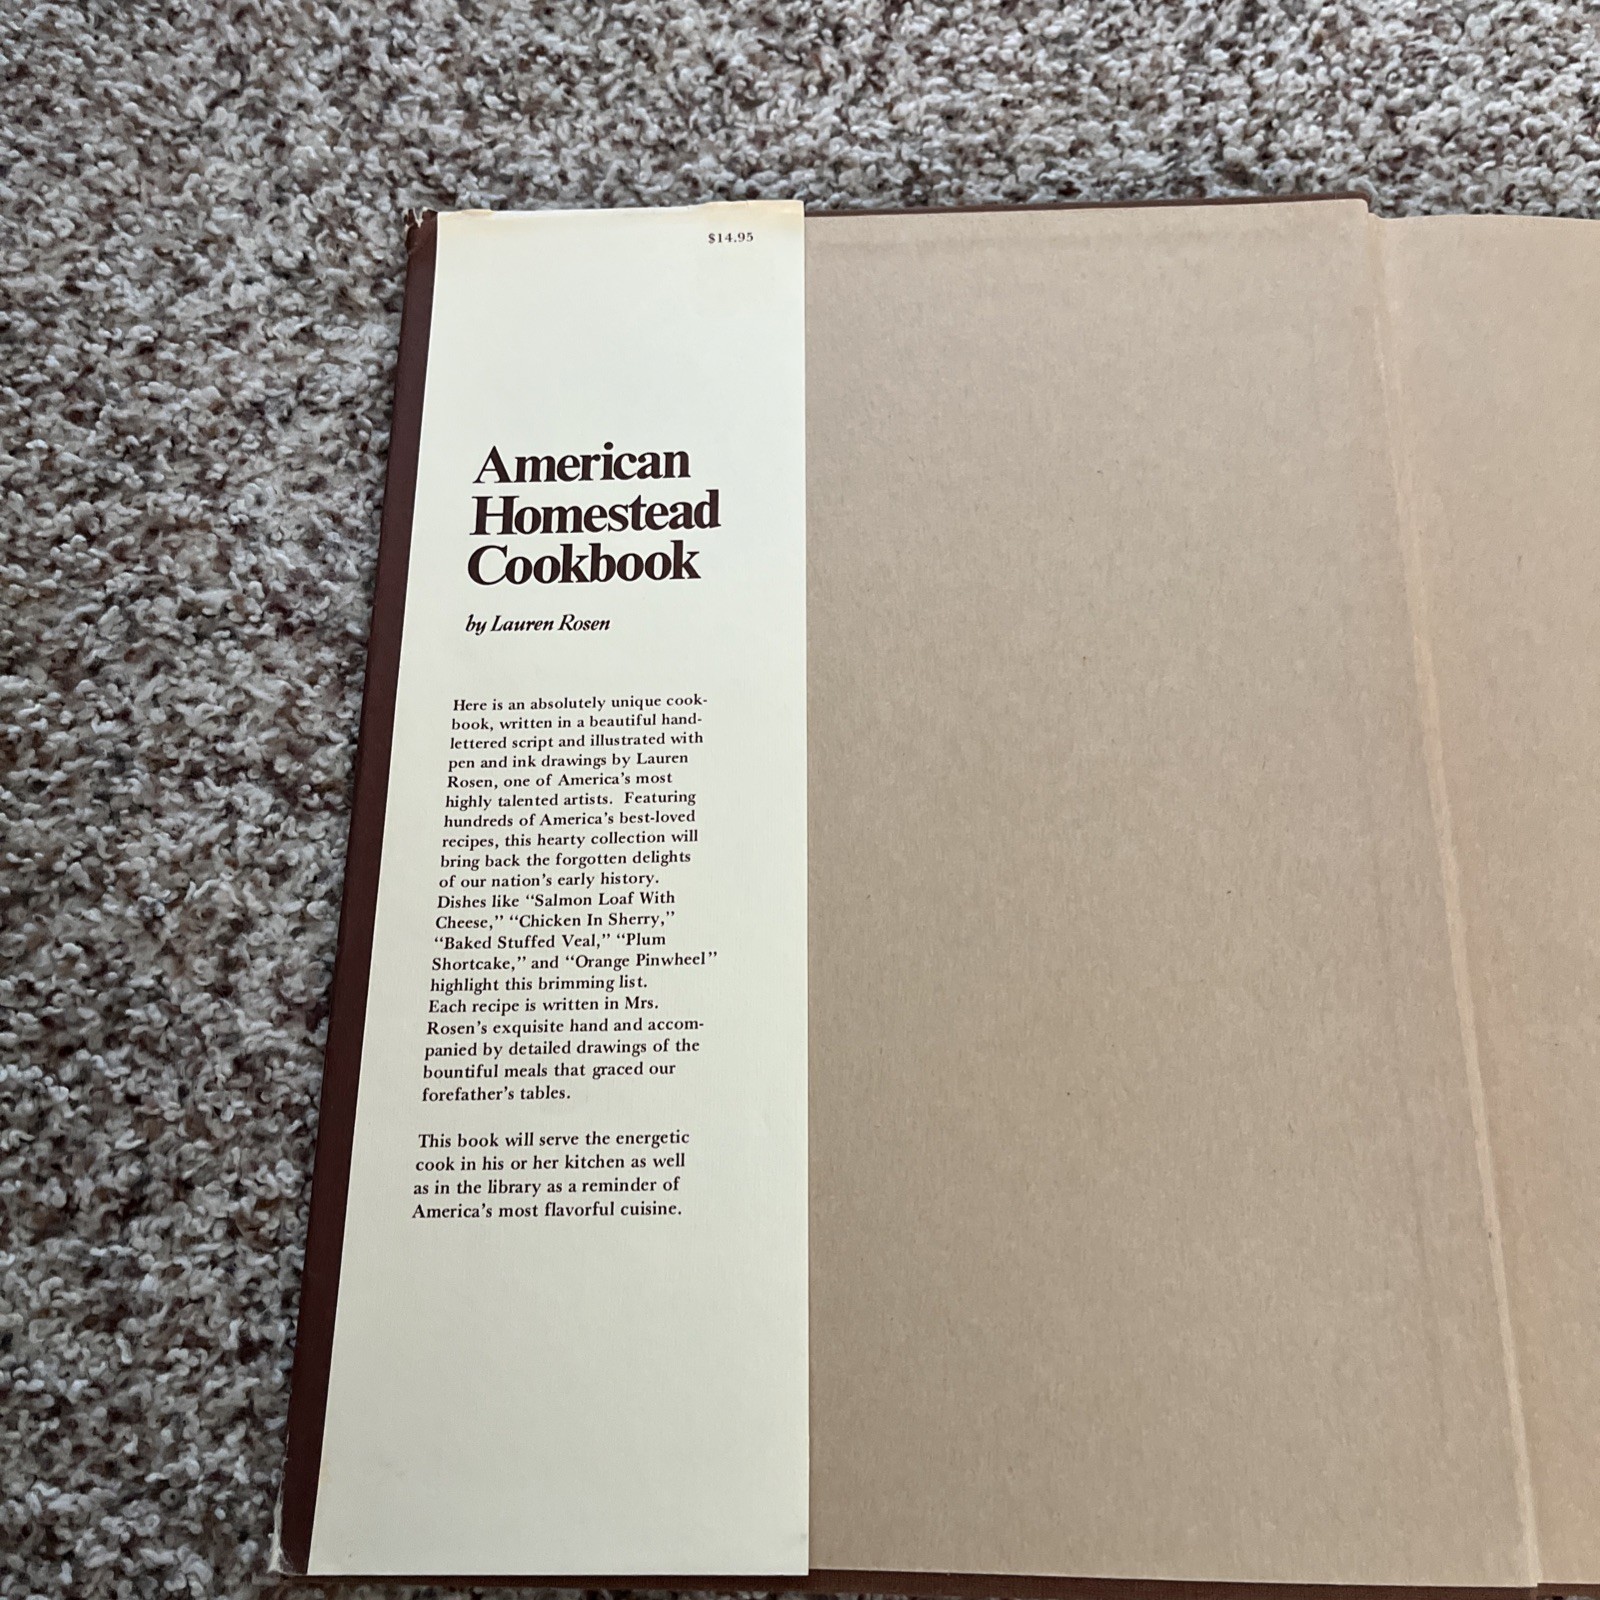 $14.95
American
Homestead
Cookbook
by Lauren Rosen
Here is an absolutely unique cook-
book, written in a beautiful hand-
lettered script and illustrated with
pen and ink drawings by Lauren
Rosen, one of America's most
highly talented artists. Featuring
hundreds of America's best-loved
recipes, this hearty collection will
bring back the forgotten delights
of our nation's early history.
Dishes like “Salmon Loaf With
Cheese,” “Chicken In Sherry,”
“Baked Stuffed Veal,” “Plum
Shortcake,” and “Orange Pinwheel”
highlight this brimming list.
Each recipe is written in Mrs.
Rosen's exquisite hand and accom-
panied by detailed drawings of the
bountiful meals that graced our
forefather's tables.
This book will serve the energetic
cook in his or her kitchen as well
as in the library as a reminder of
America's most flavorful cuisine.